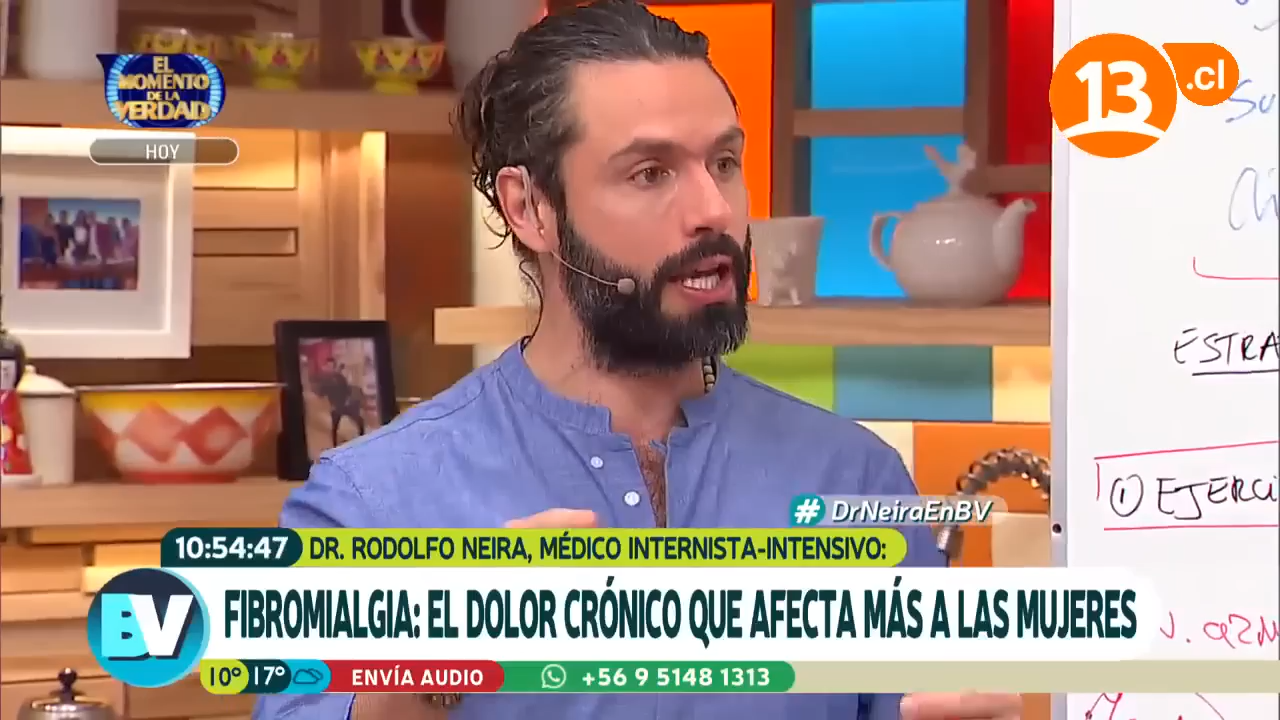 EL
MOMENTO
DE LA
VERDAD
HOY
13.cl
ESTRA
① EJERCI
#DrNeiraEnBV
10:54:47 DR. RODOLFO NEIRA, MÉDICO INTERNISTA-INTENSIVO:
BV FIBROMIALGIA: EL DOLOR CRÓNICO QUE AFECTA MÁS A LAS MUJERES
10° 17° ENVÍA AUDIO +56 9 5148 1313